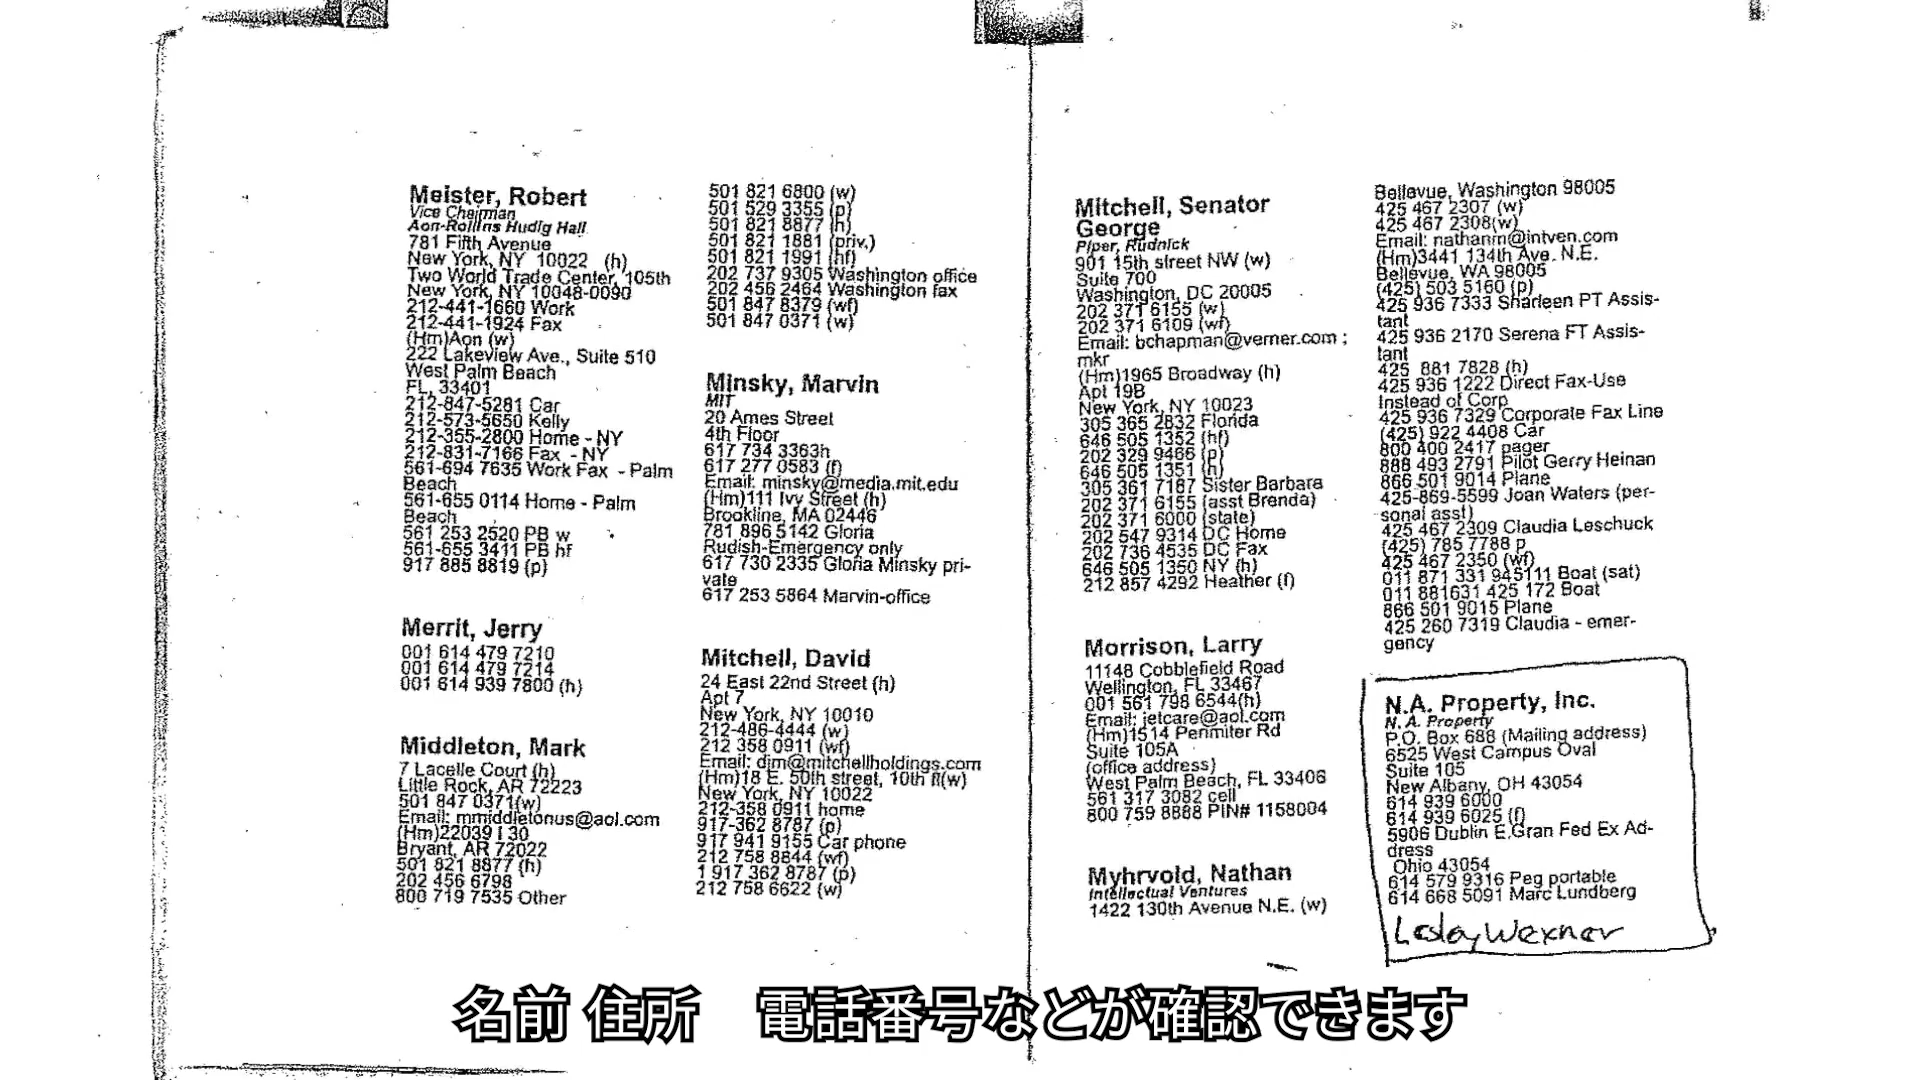 Meister, Robert
Vice Chairman
Aon-Rollins Hudig Hall
781 Fifth Avenue
New York, NY 10022 (h)
Two World Trade Center, 105th
New York, NY 10048-0090
212-441-1660 Work
212-441-1924 Fax
(Hm)Aon (w)
222 Lakeview Ave., Suite 510
West Palm Beach
FL, 33401
212-847-5281 Car
212-573-5650 Kelly
212-355-2800 Home - NY
212-831-7166 Fax - NY
561-694 7635 Work Fax - Palm
Beach
561-655 0114 Home - Palm
Beach
561 253 2520 PB w
561-655 3411 PB hf
917 885 8819 (p)
Merrit, Jerry
001 614 479 7210
001 614 479 7214
001 614 939 7800 (h)
Middleton, Mark
7 Lacelle Court (h)
Little Rock, AR 72223
501 847 0371(w)
Email: mmiddletonus@aol.com
(Hm)22039 I 30
Bryant, AR 72022
501 821 8877 (h)
202 456 6798
800 719 7535 Other
501 821 6800 (w)
501 529 3355 (p)
501 821 8877 (h)
501 821 1881 (priv.)
501 821 1991 (hf)
202 737 9305 Washington office
202 456 2464 Washington fax
501 847 8379 (wf)
501 847 0371 (w)
Minsky, Marvin
MIT
20 Ames Street
4th Floor
617 734 3363h
617 277 0583 (f)
Email: minsky@media.mit.edu
(Hm)111 Ivy Street (h)
Brookline, MA 02446
781 896 5142 Gloria
Rudish-Emergency only
617 730 2335 Gloria Minsky pri-
vate
617 253 5864 Marvin-office
Mitchell, David
24 East 22nd Street (h)
Apt 7
New York, NY 10010
212-486-4444 (w)
212 358 0911 (wf)
Email: djm@mitchellholdings.com
(Hm)18 E. 50th street, 10th fl(w)
New York, NY 10022
212-358 0911 home
917-362 8787 (p)
917 941 9155 Car phone
212 758 8844 (wf)
1 917 362 8787 (p)
212 758 6622 (w)
Mitchell, Senator
George
Piper, Rudnick
901 15th street NW (w)
Suite 700
Washington, DC 20005
202 371 6155 (w)
202 371 6109 (wf)
Email: bchapman@verner.com ;
mkr
(Hm)1965 Broadway (h)
Apt 19B
New York, NY 10023
305 365 2832 Florida
646 505 1352 (hf)
202 329 9466 (p)
646 505 1351 (h)
305 361 7187 Sister Barbara
202 371 6155 (asst Brenda)
202 371 6000 (state)
202 547 9314 DC Home
202 736 4535 DC Fax
646 505 1350 NY (h)
212 857 4292 Heather (f)
Morrison, Larry
11148 Cobblefield Road
Wellington, FL 33467
001 561 798 6544(h)
Email: jetcare@aol.com
(Hm)1514 Perimiter Rd
Suite 105A
(office address)
West Palm Beach, FL 33406
561 317 3082 cell
800 759 8888 PIN# 1158004
Myhrvold, Nathan
Intellectual Ventures
1422 130th Avenue N.E. (w)
Bellevue, Washington 98005
425 467 2307 (w)
425 467 2308(w)
Email: nathanm@intven.com
(Hm)3441 134th Ave. N.E.
Bellevue, WA 98005
(425) 503 5160 (p)
425 936 7333 Sharleen PT Assis-
tant
425 936 2170 Serena FT Assis-
tant
425 881 7828 (h)
425 936 1222 Direct Fax-Use
Instead of Corp
425 936 7329 Corporate Fax Line
(425) 922 4408 Car
800 400 2417 pager
888 493 2791 Pilot Gerry Heinan
866 501 9014 Plane
425-869-5599 Joan Waters (per-
sonal asst)
425 467 2309 Claudia Leschuck
(425) 785 7788 p
425 467 2350 (wf)
011 871 331 945111 Boat (sat)
011 881631 425 172 Boat
866 501 9015 Plane
425 260 7319 Claudia - emer-
gency
N.A. Property, Inc.
N. A. Property
P.O. Box 688 (Mailing address)
6525 West Campus Oval
Suite 105
New Albany, OH 43054
614 939 6000
614 939 6025 (f)
5906 Dublin E.Gran Fed Ex Ad-
dress
Ohio 43054
614 579 9316 Peg portable
614 668 5091 Marc Lundberg
Wexner
名前 住所　電話番号などが確認できます